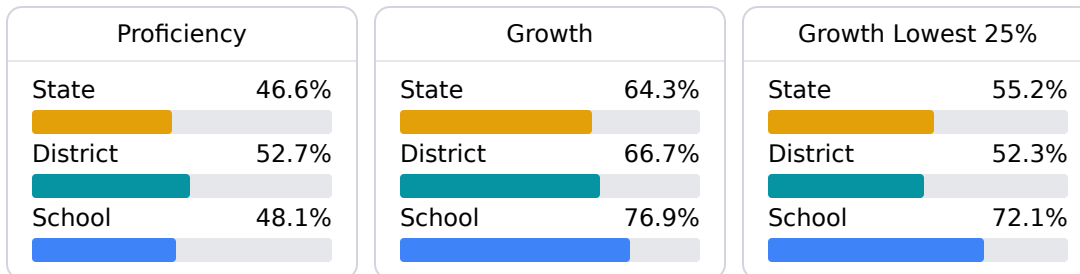 Proficiency
State 46.6%
District 52.7%
School 48.1%
Growth
State 64.3%
District 66.7%
School 76.9%
Growth Lowest 25%
State 55.2%
District 52.3%
School 72.1%